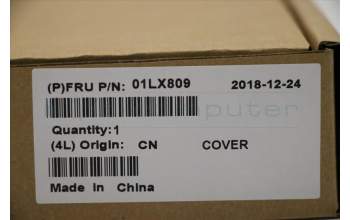 (P)FRU P/N: 01LX809 2018-12-24
Quantity:1
(4L) Origin: CN COVER
Made in China